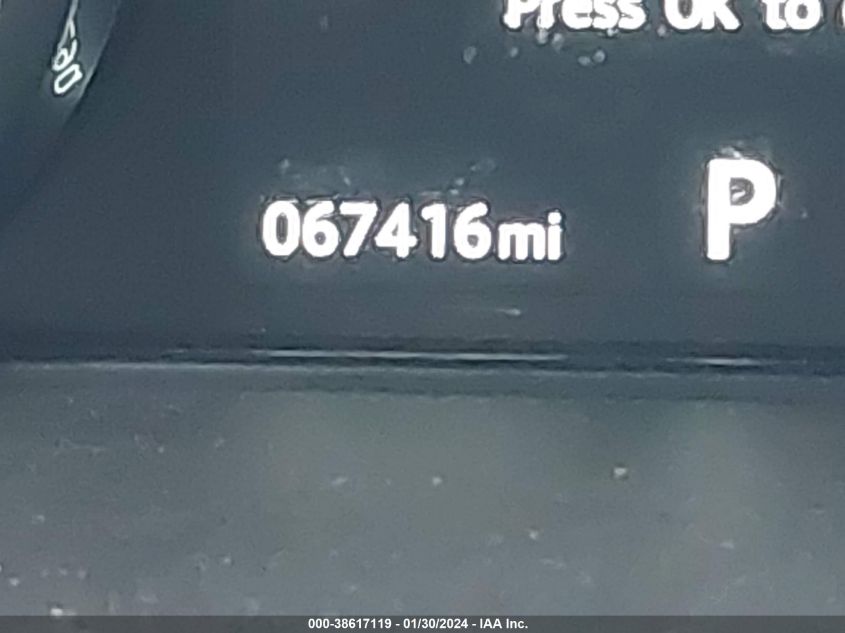 Press OK to
067416mi
P
000-38617119 - 01/30/2024 - IAA Inc.